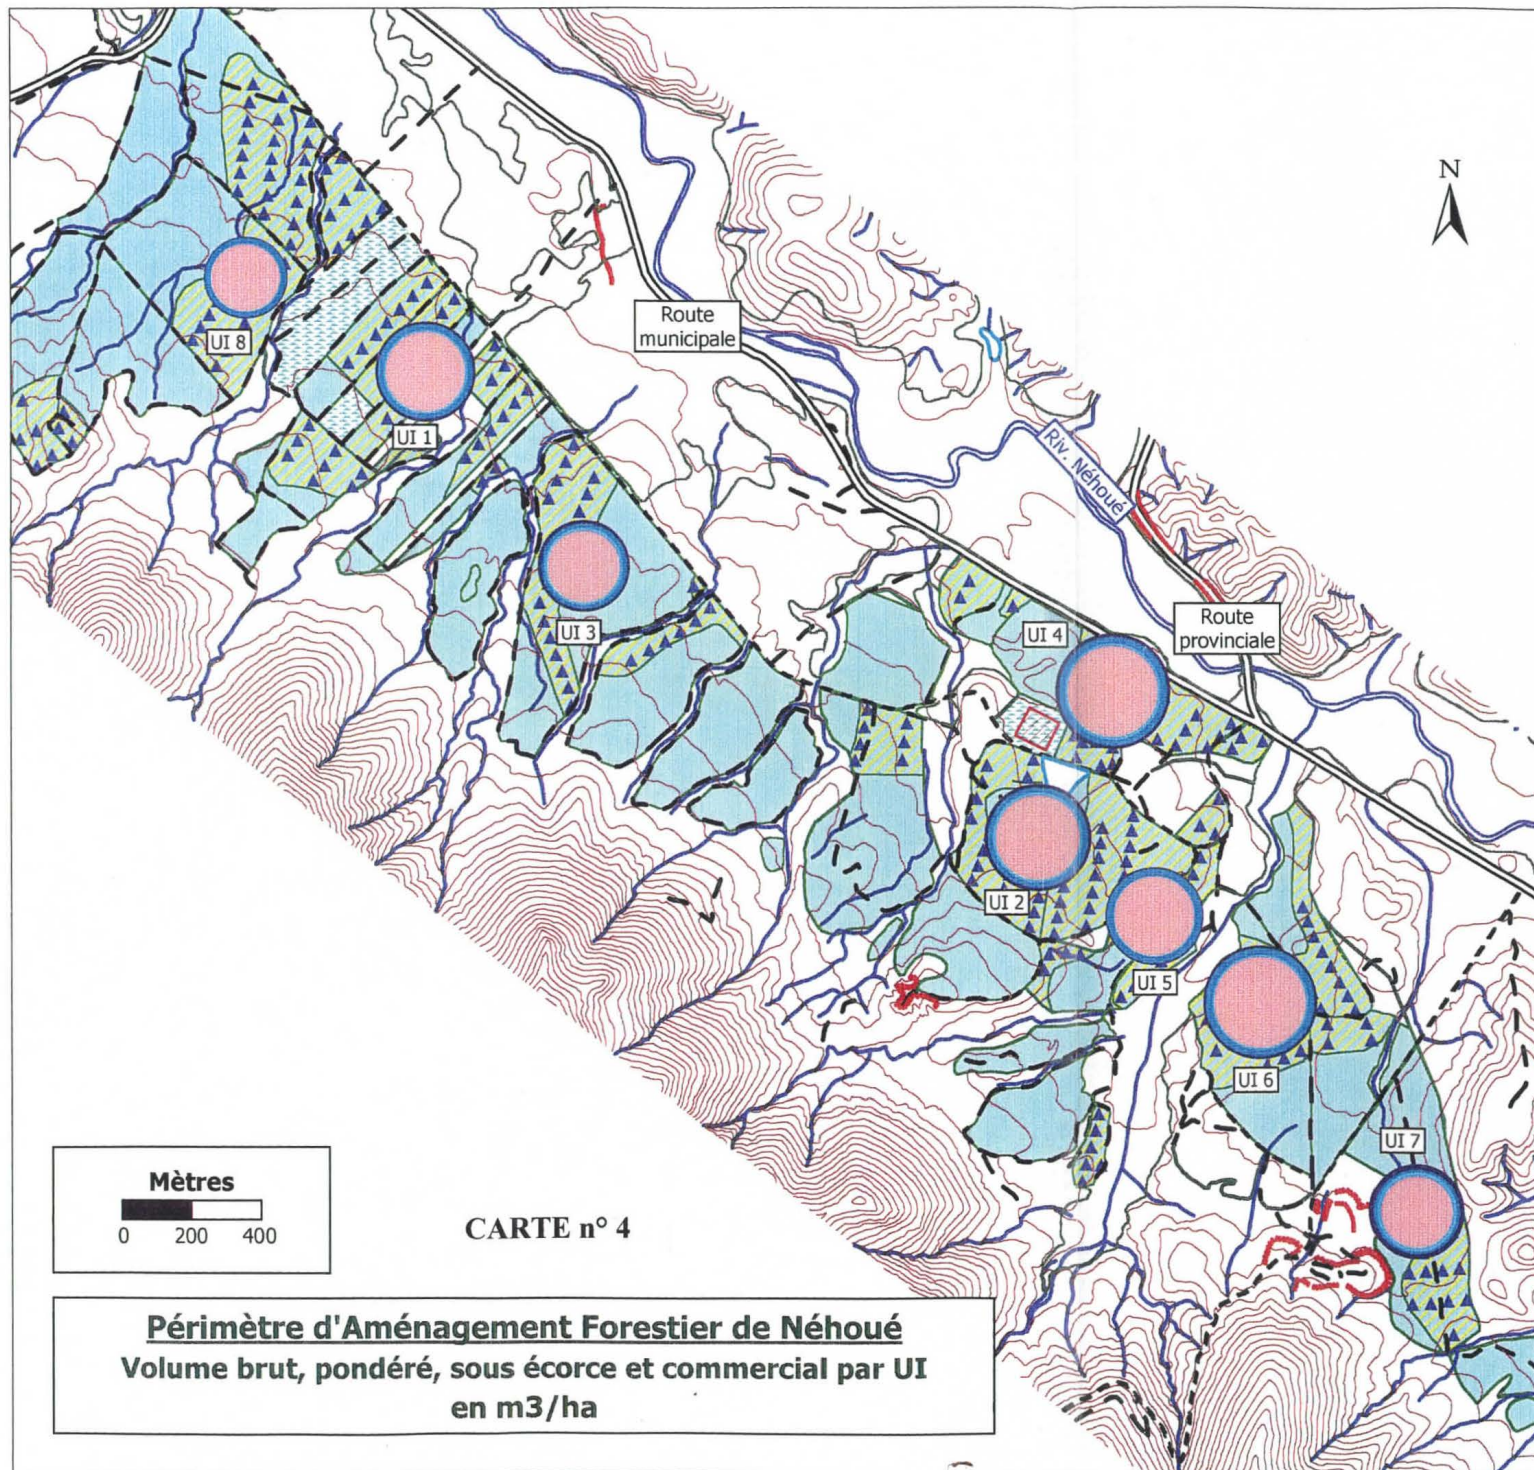 N
Route
municipale
UI 8
UI 1
Riv. Néhoué
UI 3
UI 4
Route
provinciale
UI 2
UI 5
UI 6
UI 7
Mètres
0 200 400
CARTE n° 4
Périmètre d'Aménagement Forestier de Néhoué
Volume brut, pondéré, sous écorce et commercial par UI
en m3/ha